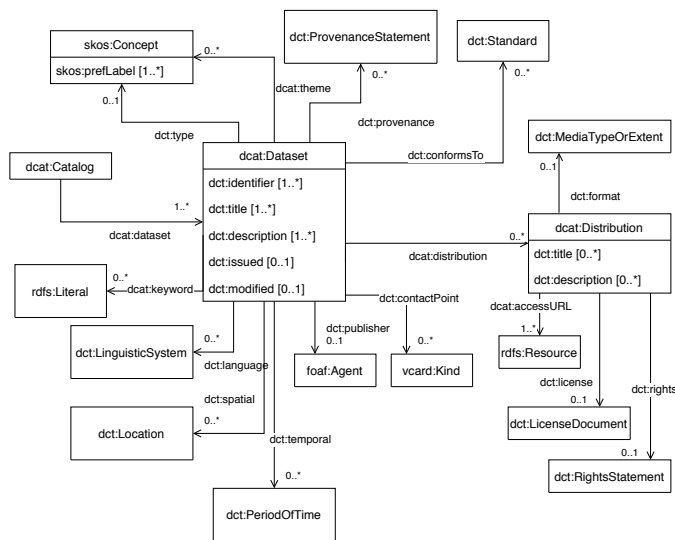 skos:Concept
skos:prefLabel [1..*]
0..*
dcat:theme
0..1
dct:type
dct:ProvenanceStatement
0..*
dct:provenance
dct:Standard
0..*
dct:conformsTo
dct:MediaTypeOrExtent
0..1
dct:format
dcat:Catalog
1..*
dcat:dataset
dcat:Dataset
dct:identifier [1..*]
dct:title [1..*]
dct:description [1..*]
dct:issued [0..1]
dct:modified [0..1]
0..*
dcat:distribution
dcat:Distribution
dct:title [0..*]
dct:description [0..*]
rdfs:Literal
0..*
dcat:keyword
dct:LinguisticSystem
0..*
dct:language
dct:Location
dct:spatial
0..*
dct:temporal
0..*
dct:PeriodOfTime
dct:publisher
0..1
foaf:Agent
dct:contactPoint
0..*
vcard:Kind
dcat:accessURL
1..*
rdfs:Resource
dct:license
0..1
dct:LicenseDocument
dct:rights
0..1
dct:RightsStatement